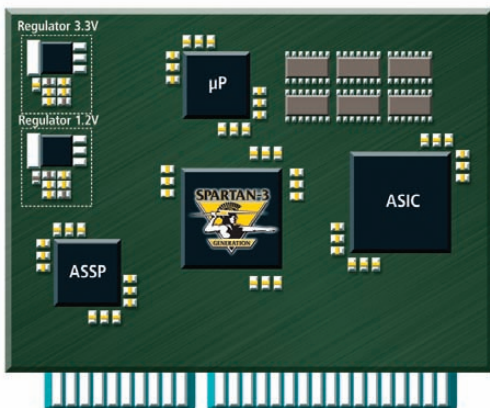 Regulator 3.3V
μP
Regulator 1.2V
SPARTAN-3
GENERATION
ASIC
ASSP